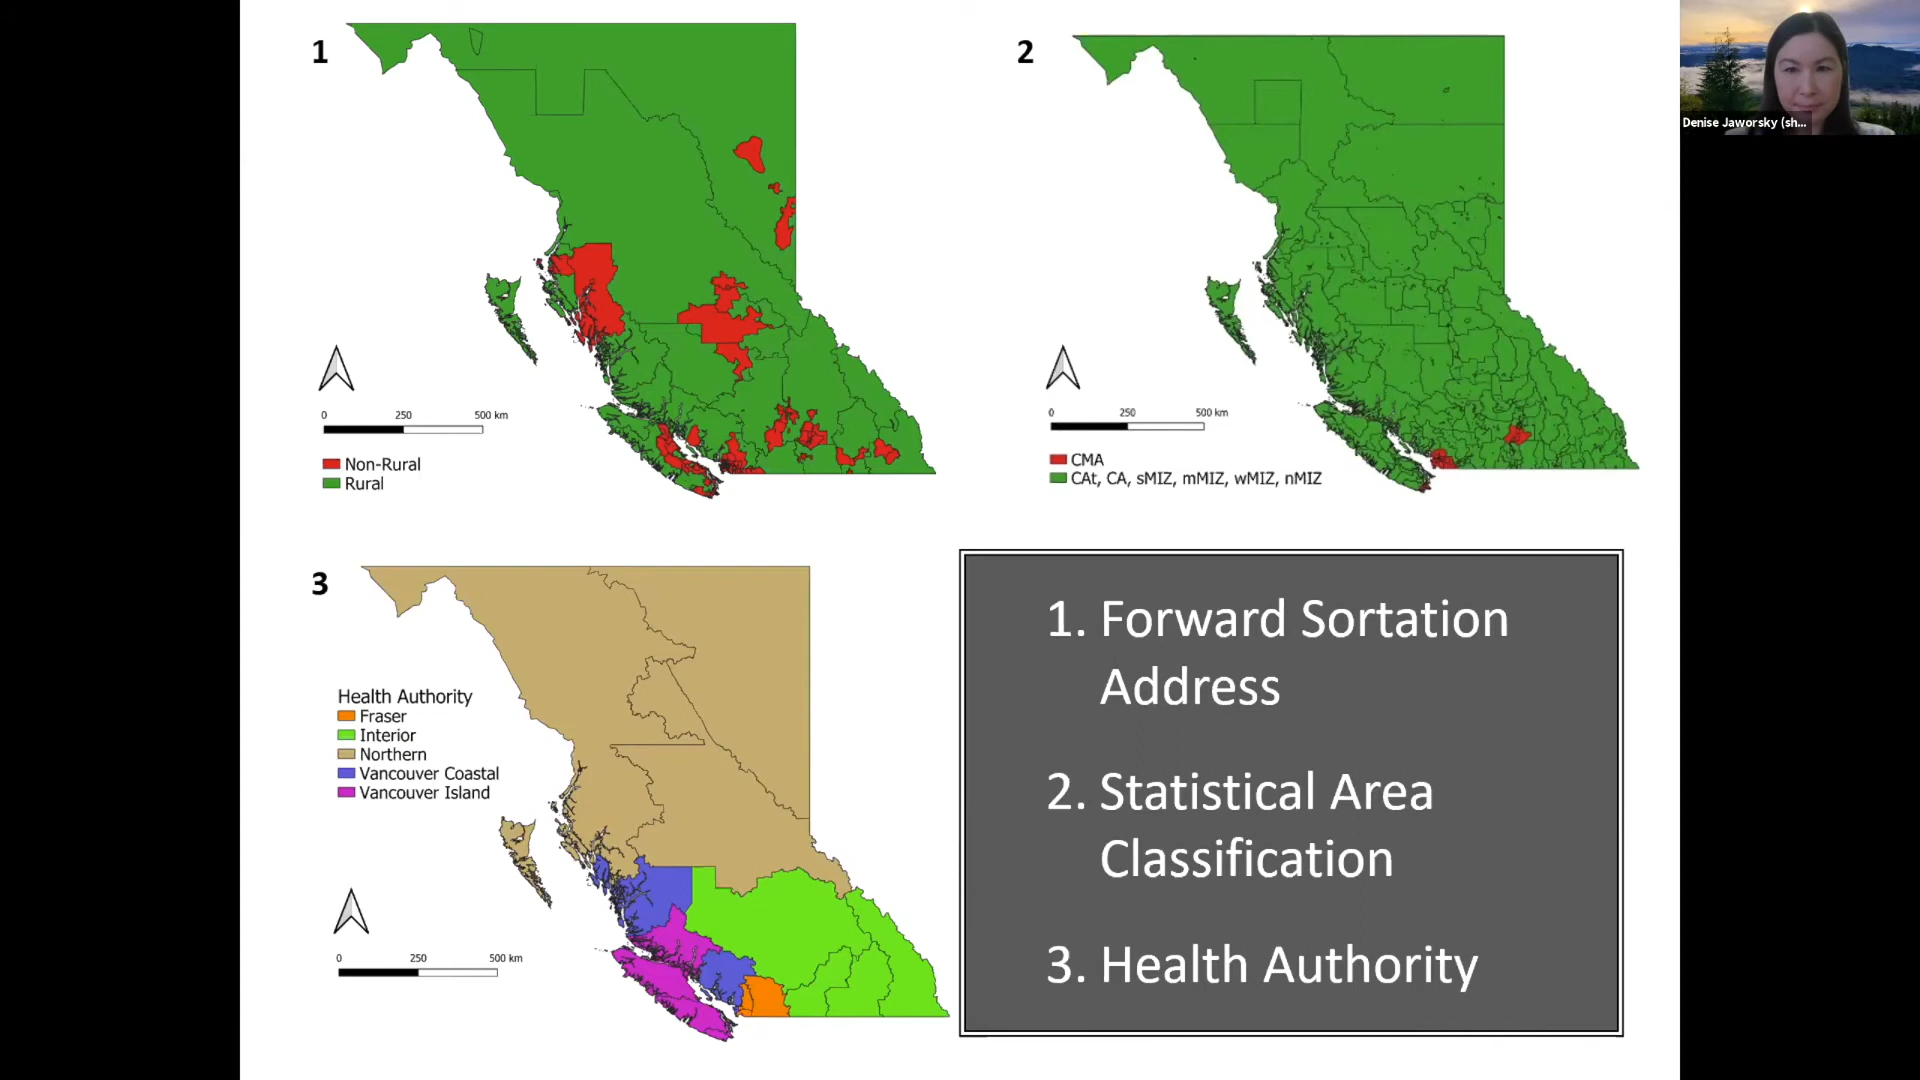 1
0 250 500 km
Non-Rural
Rural
2
0 250 500 km
CMA
CAt, CA, sMIZ, mMIZ, wMIZ, nMIZ
Denise Jaworsky (sh...
3
Health Authority
Fraser
Interior
Northern
Vancouver Coastal
Vancouver Island
0 250 500 km
1. Forward Sortation
Address
2. Statistical Area
Classification
3. Health Authority